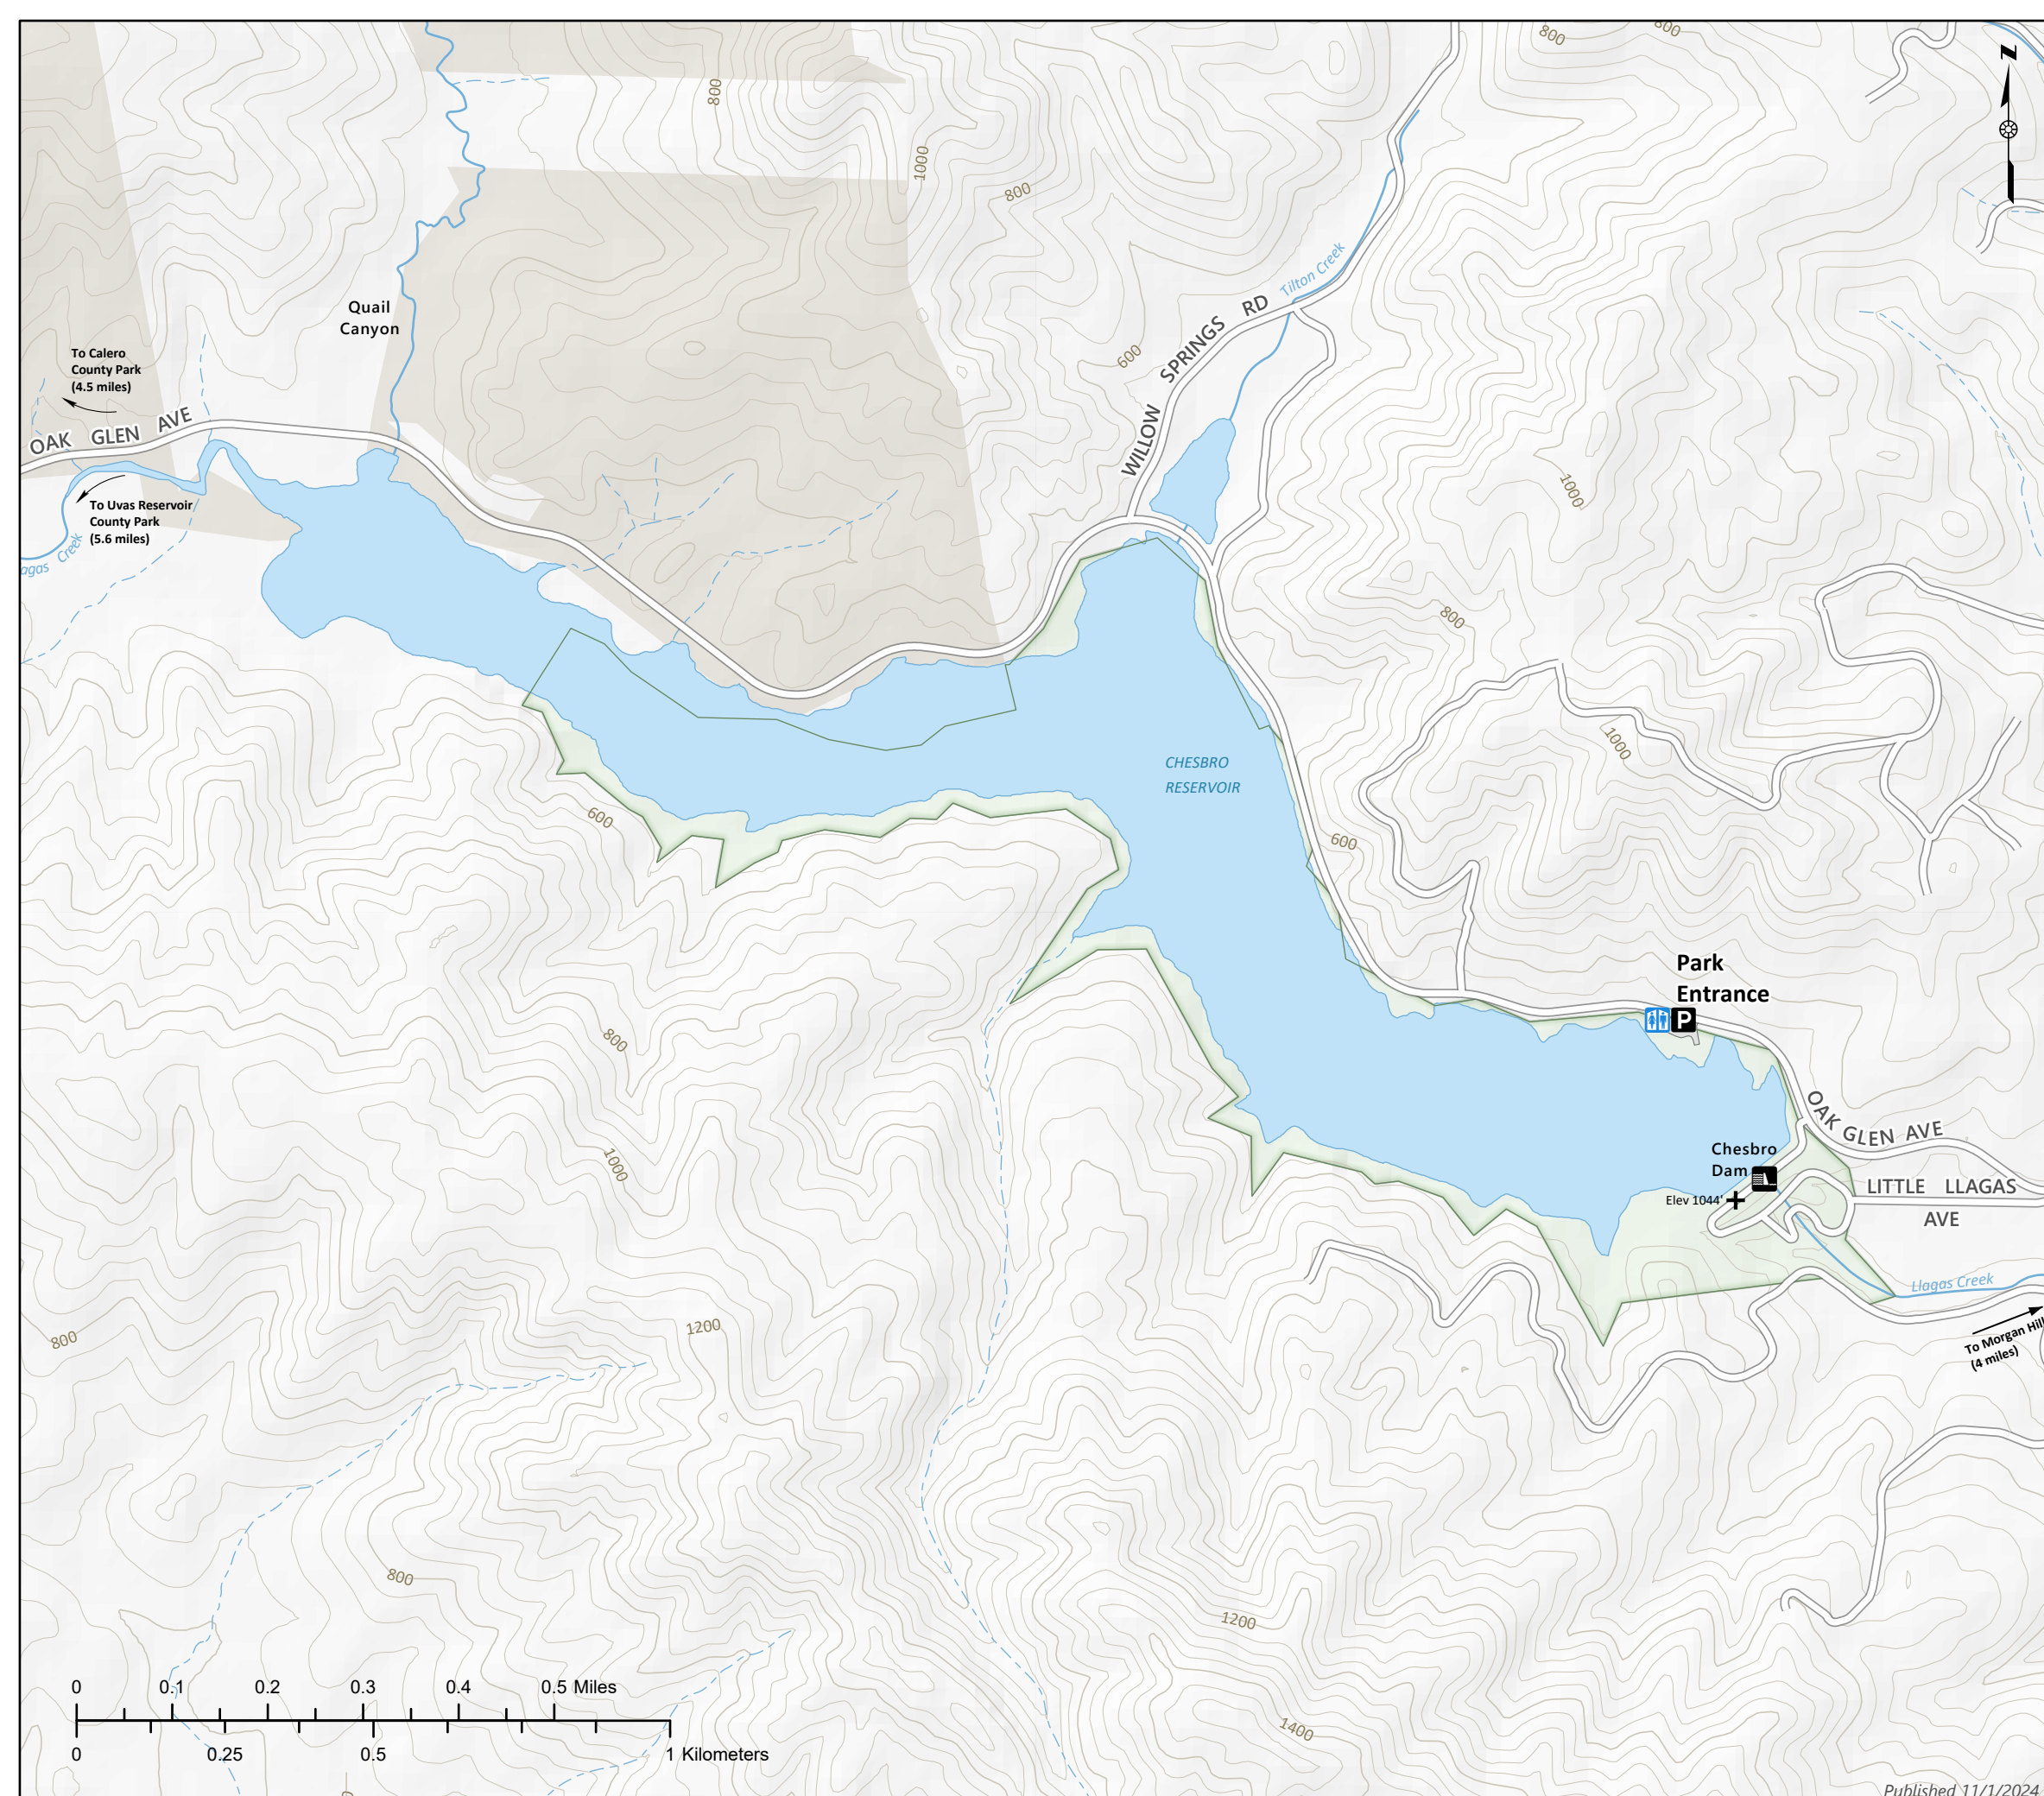 800
800
N
800
1000
800
Tilton Creek
Quail
Canyon
WILLOW SPRINGS RD
600
To Calero
County Park
(4.5 miles)
OAK GLEN AVE
To Uvas Reservoir
County Park
(5.6 miles)
agas Creek
1000
800
1000
CHESBRO
RESERVOIR
600
600
Park
Entrance
P
800
1000
OAK GLEN AVE
Chesbro
Dam
Elev 1044'
LITTLE LLAGAS
AVE
Llagas Creek
To Morgan Hill
(4 miles)
800
1200
800
1200
1400
0 0.1 0.2 0.3 0.4 0.5 Miles
0 0.25 0.5 1 Kilometers
Published 11/1/2024